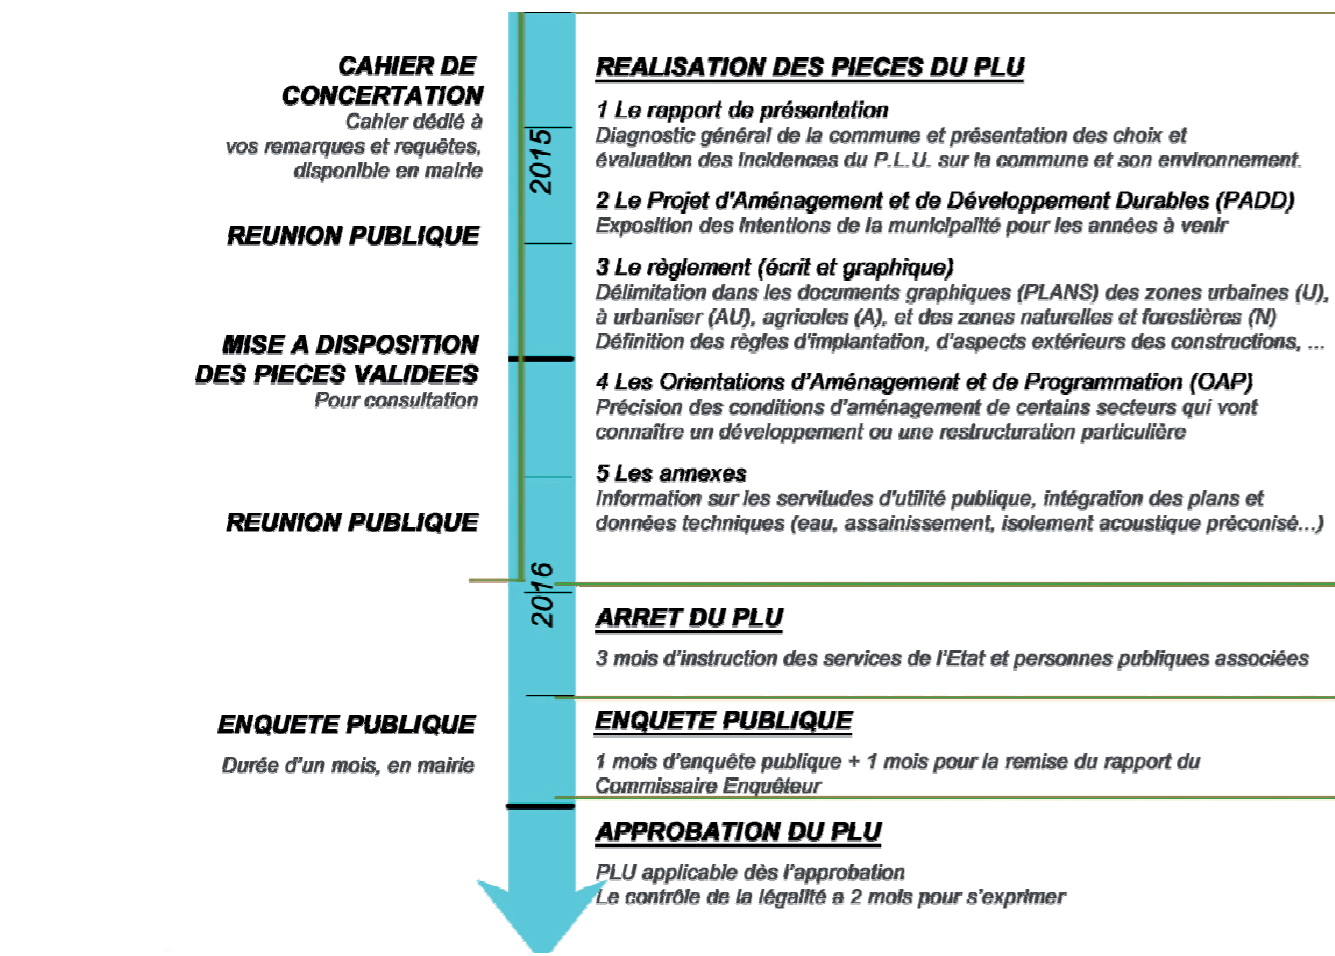 CAHIER DE
CONCERTATION
Cahier dédié à
vos remarques et requêtes,
disponible en mairie
REUNION PUBLIQUE
MISE A DISPOSITION
DES PIECES VALIDEES
Pour consultation
REUNION PUBLIQUE
ENQUETE PUBLIQUE
Durée d'un mois, en mairie
2015
2016
REALISATION DES PIECES DU PLU
1 Le rapport de présentation
Diagnostic général de la commune et présentation des choix et
évaluation des incidences du P.L.U. sur la commune et son environnement.
2 Le Projet d'Aménagement et de Développement Durables (PADD)
Exposition des intentions de la municipalité pour les années à venir
3 Le règlement (écrit et graphique)
Délimitation dans les documents graphiques (PLANS) des zones urbaines (U),
à urbaniser (AU), agricoles (A), et des zones naturelles et forestières (N)
Définition des règles d'implantation, d'aspects extérieurs des constructions, ...
4 Les Orientations d'Aménagement et de Programmation (OAP)
Précision des conditions d'aménagement de certains secteurs qui vont
connaître un développement ou une restructuration particulière
5 Les annexes
Information sur les servitudes d'utilité publique, intégration des plans et
données techniques (eau, assainissement, isolement acoustique préconisé...)
ARRET DU PLU
3 mois d'instruction des services de l'Etat et personnes publiques associées
ENQUETE PUBLIQUE
1 mois d'enquête publique + 1 mois pour la remise du rapport du
Commissaire Enquêteur
APPROBATION DU PLU
PLU applicable dès l'approbation
Le contrôle de la légalité a 2 mois pour s'exprimer